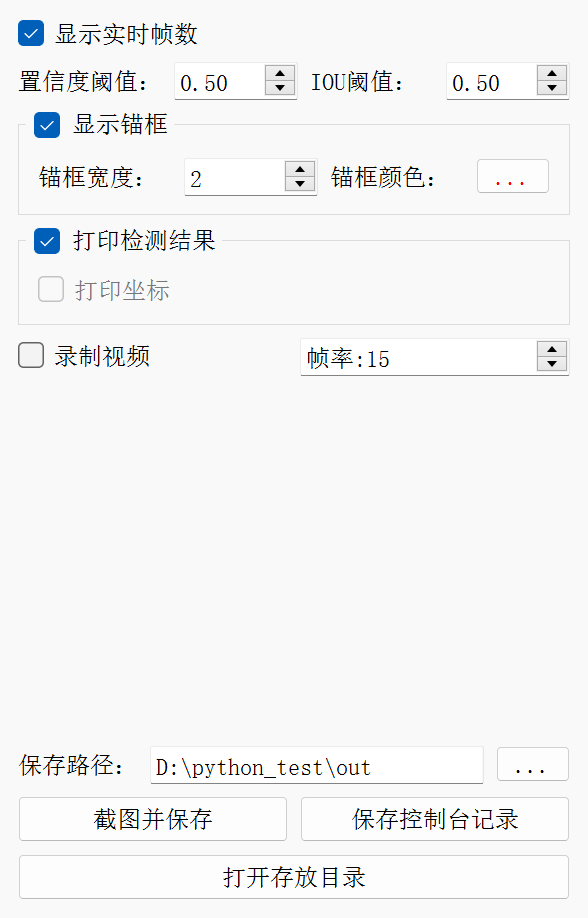 显示实时帧数
置信度阈值： 0.50 IOU阈值： 0.50
显示锚框
锚框宽度： 2 锚框颜色： ...
打印检测结果
打印坐标
录制视频 帧率:15
保存路径： D:\python_test\out ...
截图并保存 保存控制台记录
打开存放目录